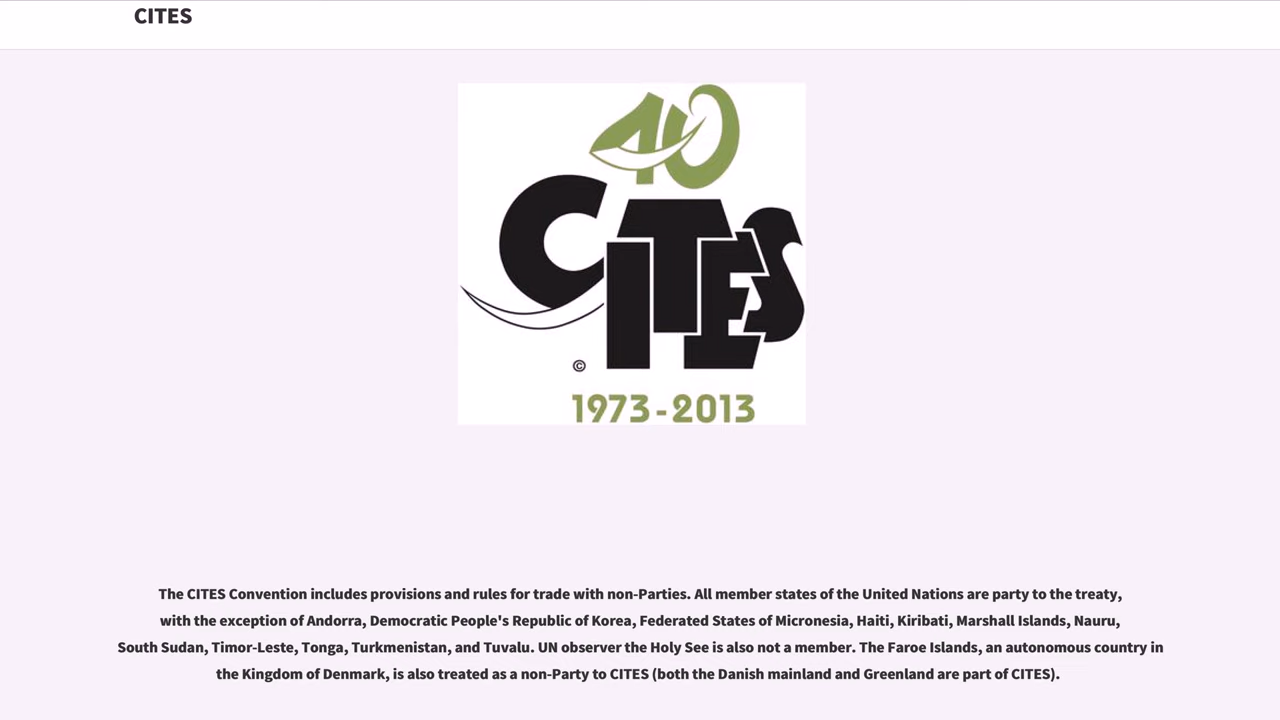 CITES
40
CITES
©
1973-2013
The CITES Convention includes provisions and rules for trade with non-Parties. All member states of the United Nations are party to the treaty,
with the exception of Andorra, Democratic People's Republic of Korea, Federated States of Micronesia, Haiti, Kiribati, Marshall Islands, Nauru,
South Sudan, Timor-Leste, Tonga, Turkmenistan, and Tuvalu. UN observer the Holy See is also not a member. The Faroe Islands, an autonomous country in
the Kingdom of Denmark, is also treated as a non-Party to CITES (both the Danish mainland and Greenland are part of CITES).